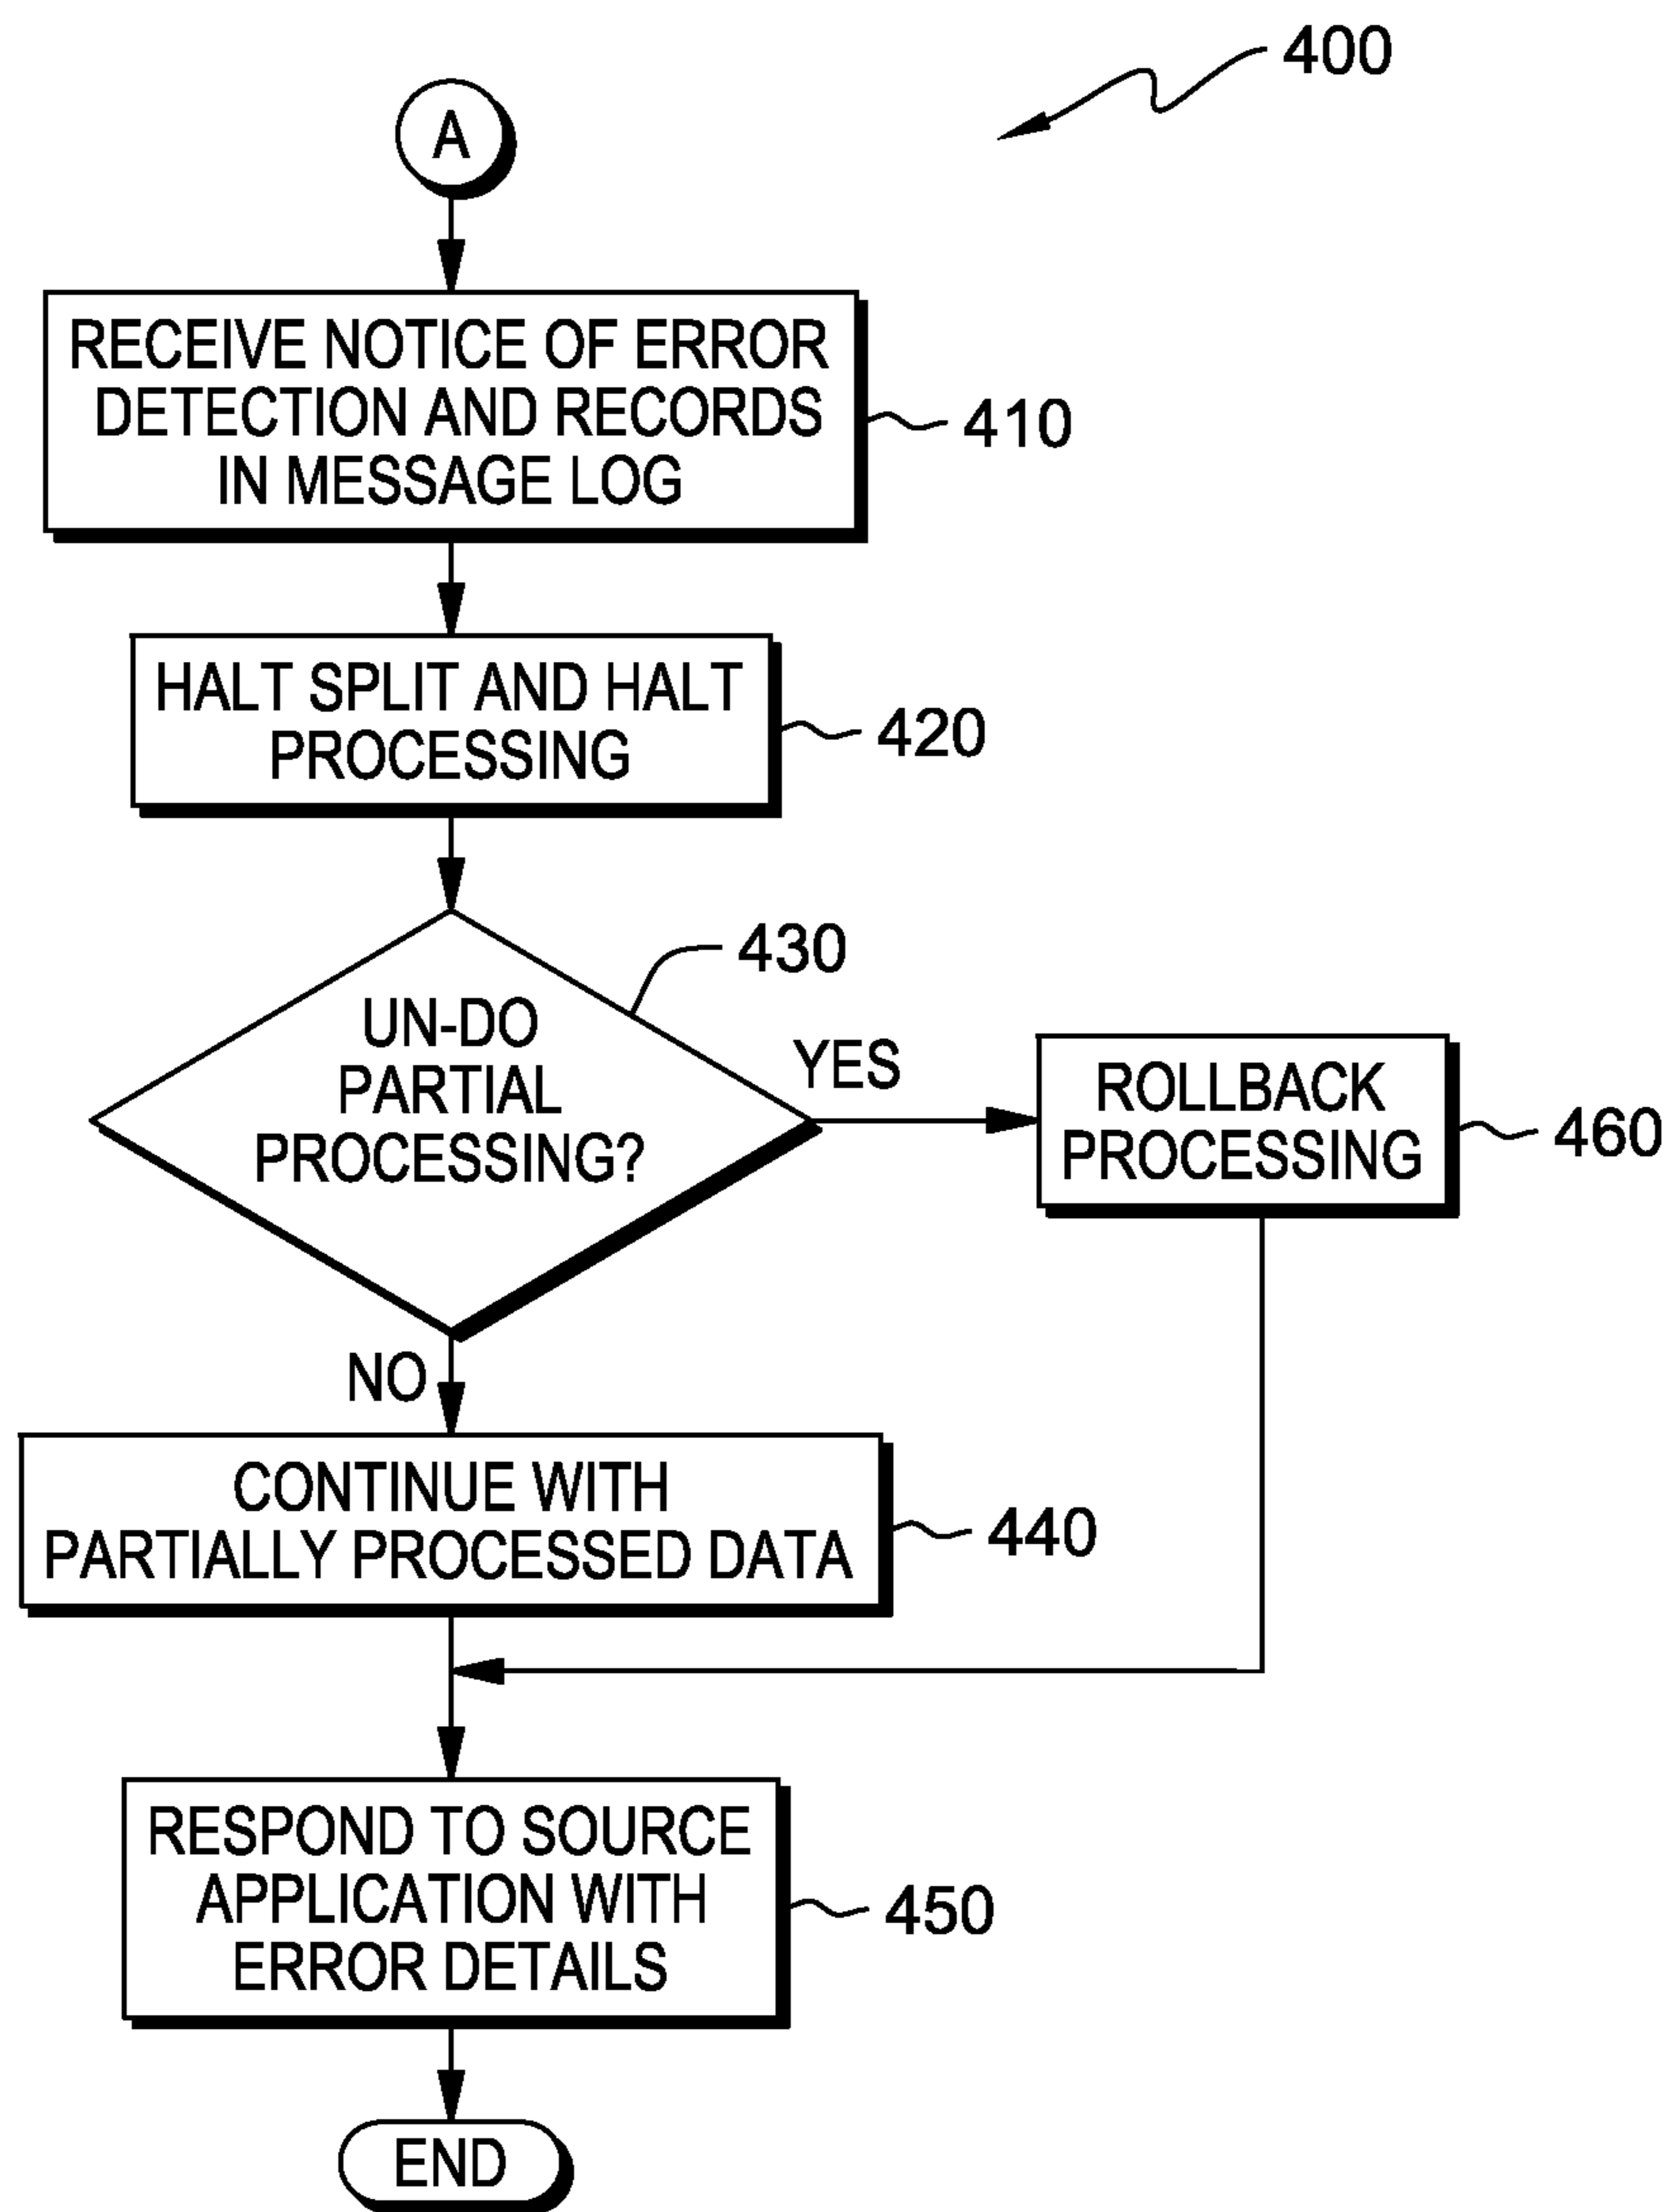 400
A
RECEIVE NOTICE OF ERROR
DETECTION AND RECORDS
IN MESSAGE LOG
410
HALT SPLIT AND HALT
PROCESSING
420
430
UN-DO
PARTIAL
PROCESSING?
YES
ROLLBACK
PROCESSING
460
NO
CONTINUE WITH
PARTIALLY PROCESSED DATA
440
RESPOND TO SOURCE
APPLICATION WITH
ERROR DETAILS
450
END